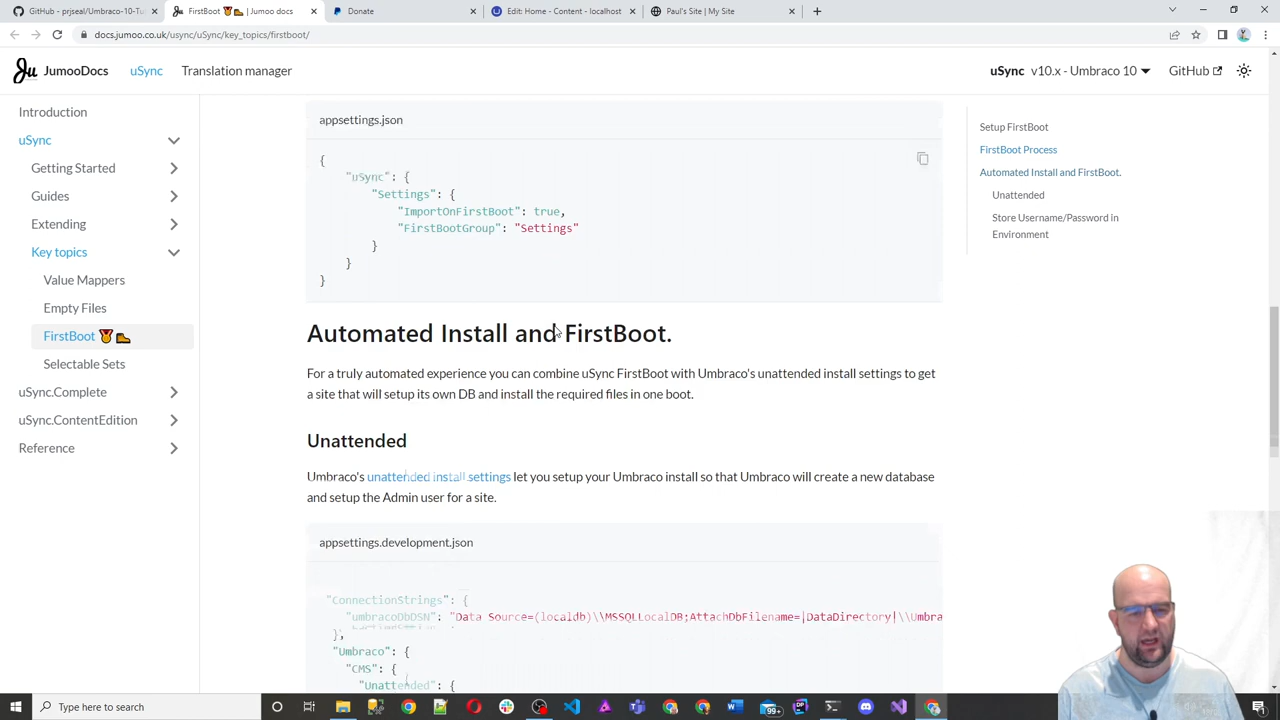 GitHub - prjseal/Umbraco-10-Tu
FirstBoot 🥇🥾 | Jumoo docs
Donate
Edit: Home - Content - localhost
Paul's Site | My Site
docs.jumoo.co.uk/usync/uSync/key_topics/firstboot/
JumooDocs
uSync
Translation manager
uSync v10.x - Umbraco 10
GitHub
Introduction
uSync
Getting Started
Guides
Extending
Key topics
Value Mappers
Empty Files
FirstBoot 🥇🥾
Selectable Sets
uSync.Complete
uSync.ContentEdition
Reference
appsettings.json
{
"uSync": {
"Settings": {
"ImportOnFirstBoot": true,
"FirstBootGroup": "Settings"
}
}
}
Automated Install and FirstBoot.
For a truly automated experience you can combine uSync FirstBoot with Umbraco's unattended install settings to get
a site that will setup its own DB and install the required files in one boot.
Unattended
Umbraco's unattended install settings let you setup your Umbraco install so that Umbraco will create a new database
and setup the Admin user for a site.
appsettings.development.json
"ConnectionStrings": {
"umbracoDbDSN": "Data Source=(localdb)\\MSSQLLocalDB;AttachDbFilename=|DataDirectory|\\Umbra
},
"Umbraco": {
"CMS": {
"Unattended": {
Setup FirstBoot
FirstBoot Process
Automated Install and FirstBoot.
Unattended
Store Username/Password in
Environment
Type here to search
99+